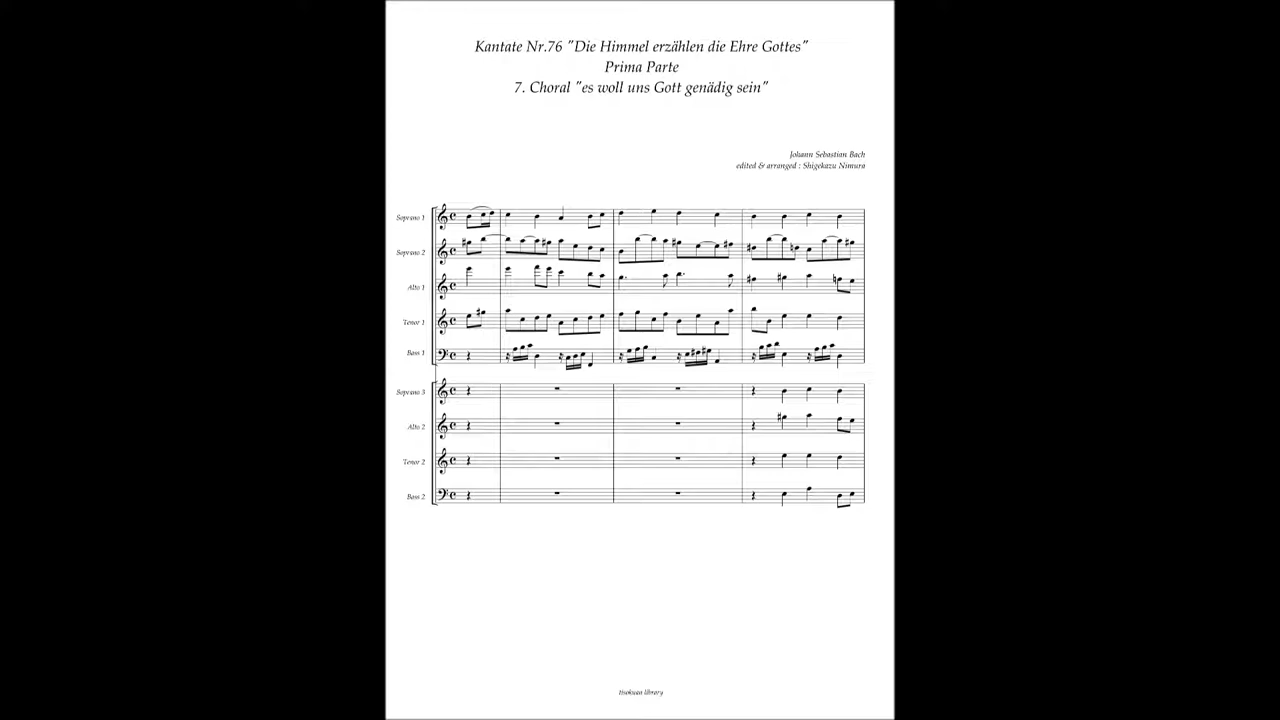 Kantate Nr.76 "Die Himmel erzählen die Ehre Gottes"
Prima Parte
7. Choral "es woll uns Gott genädig sein"
Johann Sebastian Bach
edited & arranged : Shigekazu Nimura
Soprano 1
Soprano 2
Alto 1
Tenor 1
Bass 1
Soprano 3
Alto 2
Tenor 2
Bass 2
library